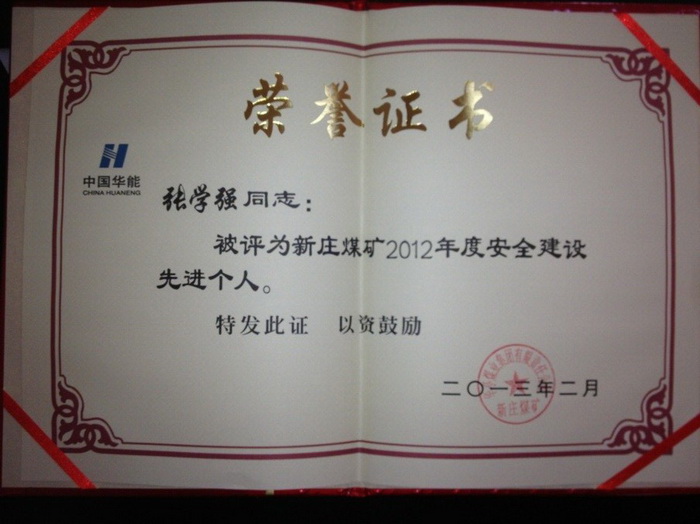 荣誉证书
中国华能
CHINA HUANENG
张学强同志：
被评为新庄煤矿2012年度安全建设
先进个人。
特发此证 以资鼓励
二〇一三年二月
新庄煤矿